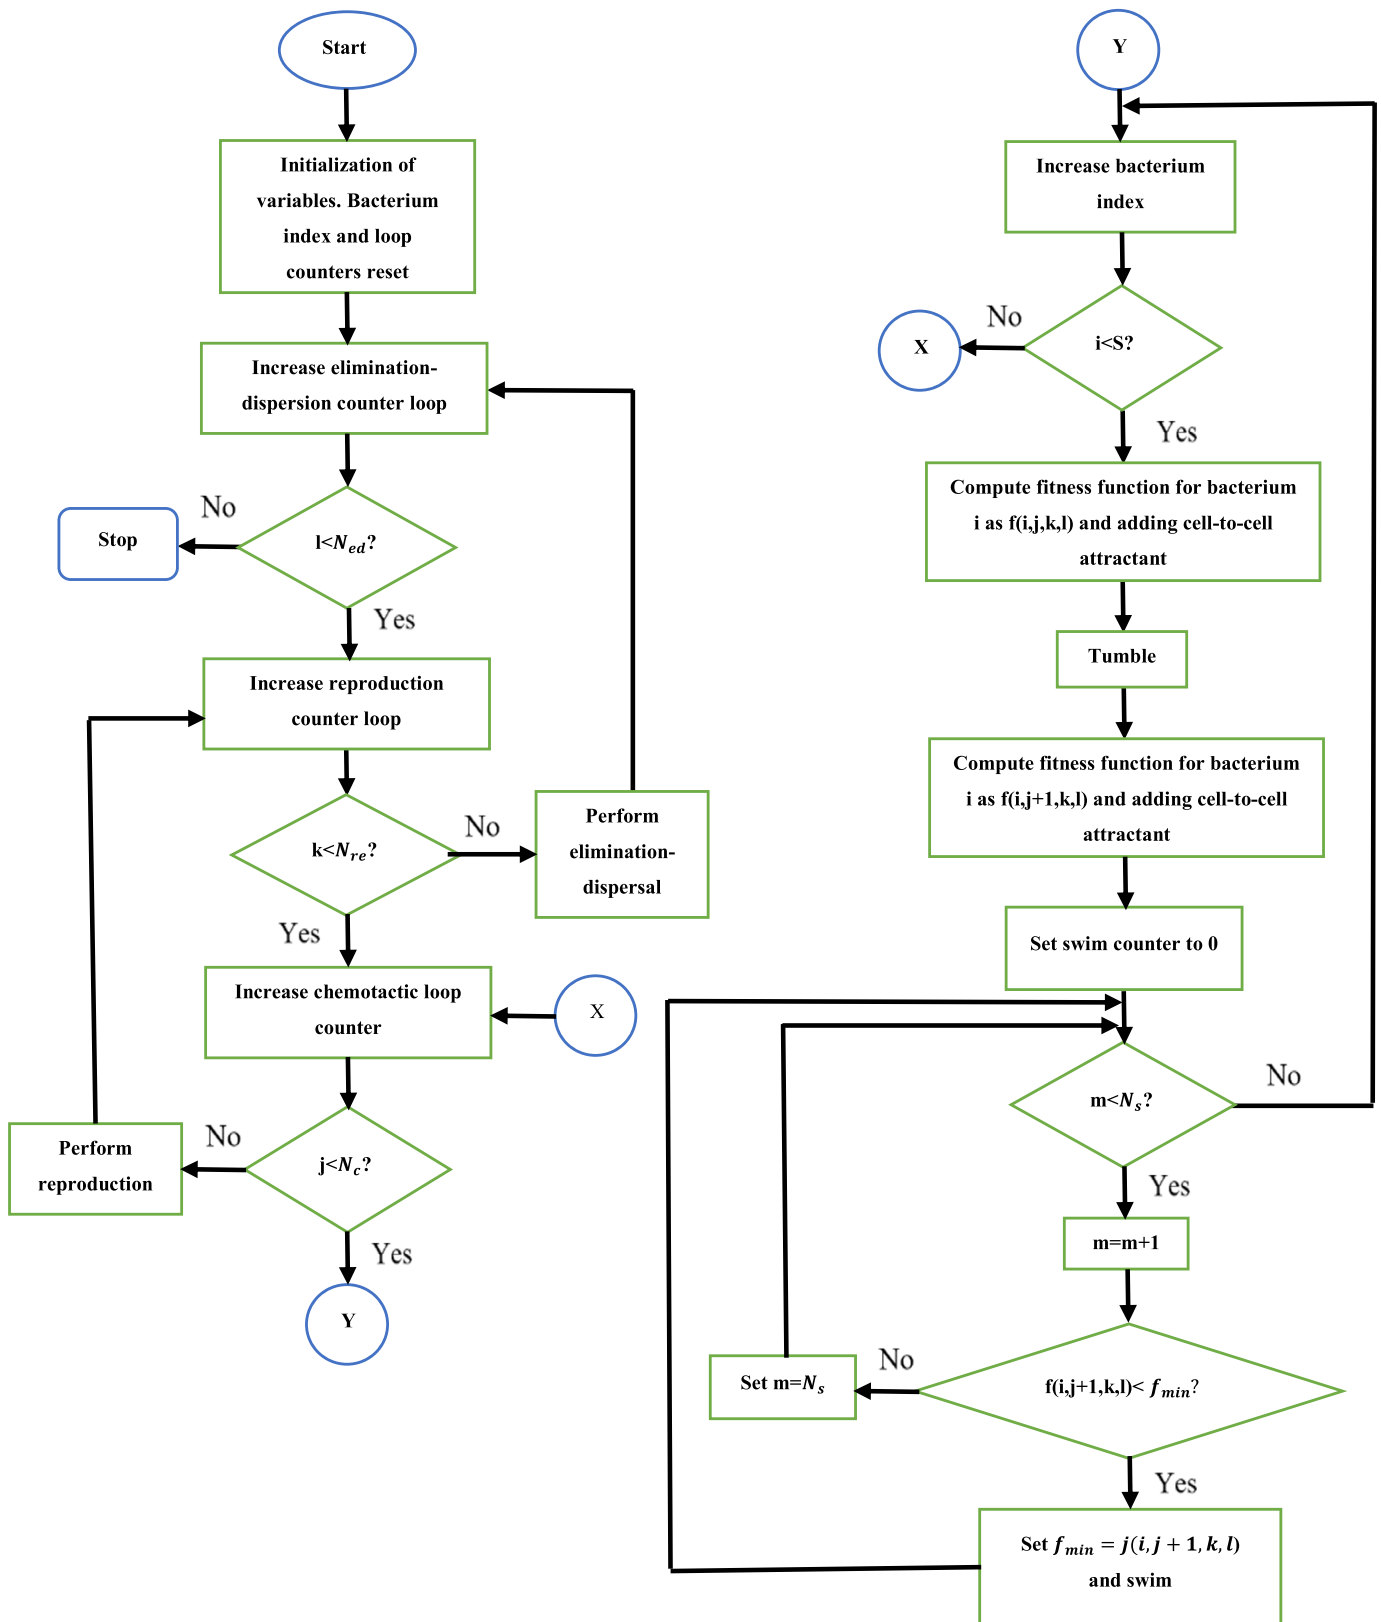 Start
Initialization of
variables. Bacterium
index and loop
counters reset
Increase elimination-
dispersion counter loop
No
Stop
l<N_ed?
Yes
Increase reproduction
counter loop
k<N_re?
No
Perform
elimination-
dispersal
Yes
Increase chemotactic loop
counter
X
Perform
reproduction
No
j<N_c?
Yes
Y
Y
Increase bacterium
index
No
X
i<S?
Yes
Compute fitness function for bacterium
i as f(i,j,k,l) and adding cell-to-cell
attractant
Tumble
Compute fitness function for bacterium
i as f(i,j+1,k,l) and adding cell-to-cell
attractant
Set swim counter to 0
m<N_s?
No
Yes
m=m+1
Set m=N_s
No
f(i,j+1,k,l)< f_min?
Yes
Set f_min = j(i, j + 1, k, l)
and swim